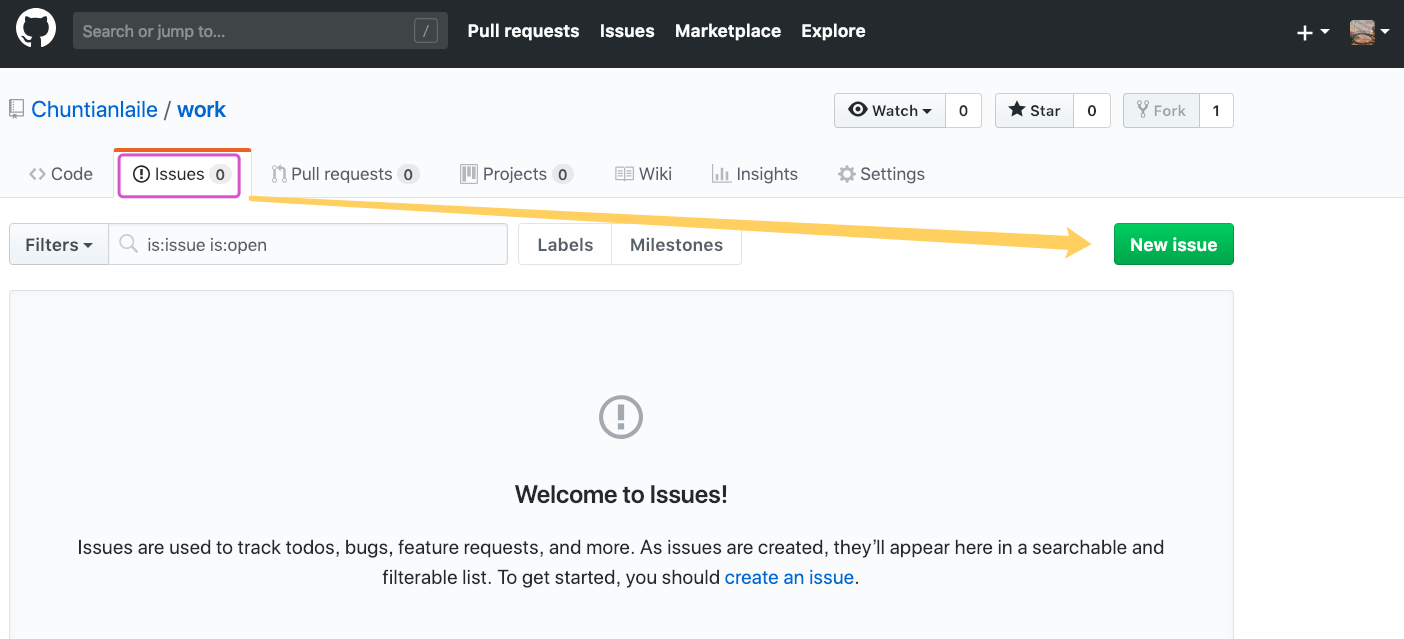 Search or jump to... / Pull requests Issues Marketplace Explore
Chuntianlaile / work Watch 0 Star 0 Fork 1
Code Issues 0 Pull requests 0 Projects 0 Wiki Insights Settings
Filters is:issue is:open Labels Milestones New issue
Welcome to Issues!
Issues are used to track todos, bugs, feature requests, and more. As issues are created, they’ll appear here in a searchable and
filterable list. To get started, you should create an issue.